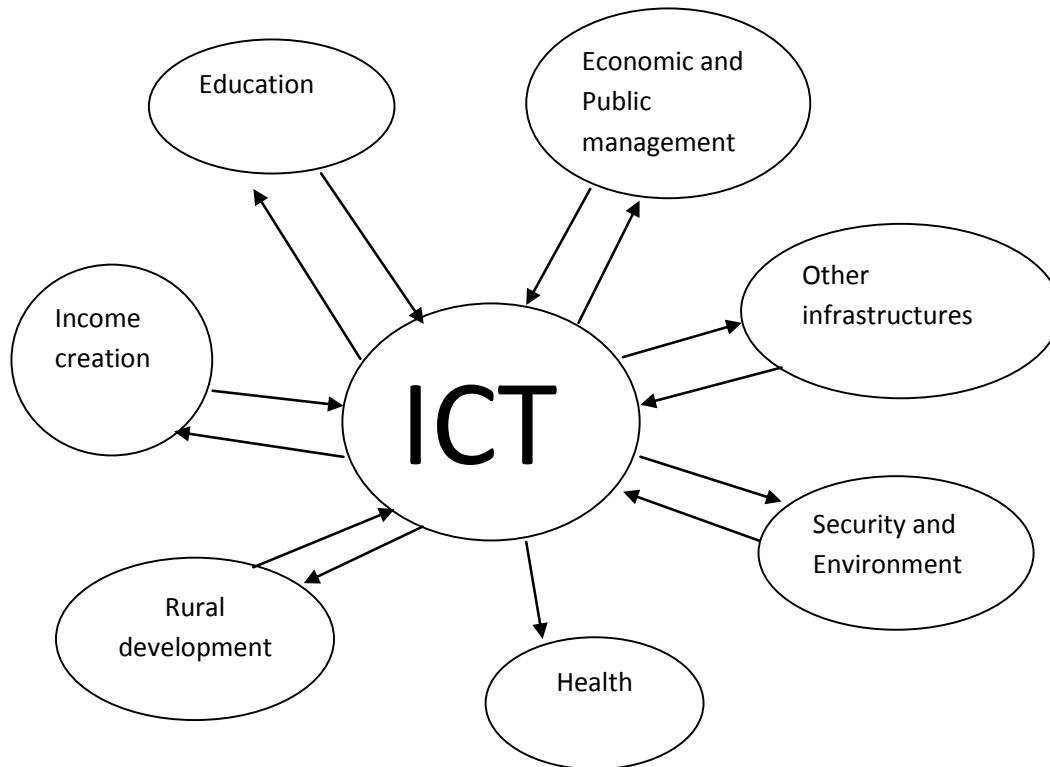 Education
Economic and
Public
management
Other
infrastructures
Income
creation
ICT
Security and
Environment
Rural
development
Health